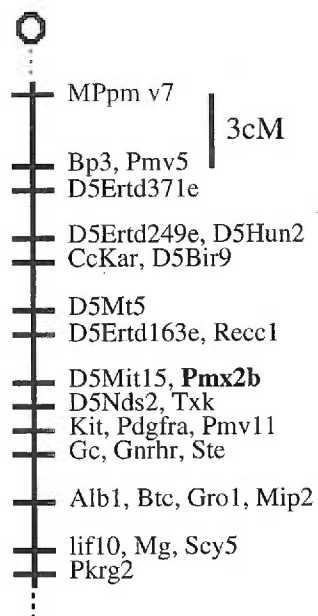 MPpm v7
3cM
Bp3, Pmv5
D5Ertd371e
D5Ertd249e, D5Hun2
CcKar, D5Bir9
D5Mt5
D5Ertd163e, Recc1
D5Mit15, Pmx2b
D5Nds2, Txk
Kit, Pdgfra, Pmv11
Gc, Gnrhr, Ste
Alb1, Btc, Gro1, Mip2
lif10, Mg, Scy5
Pkrg2